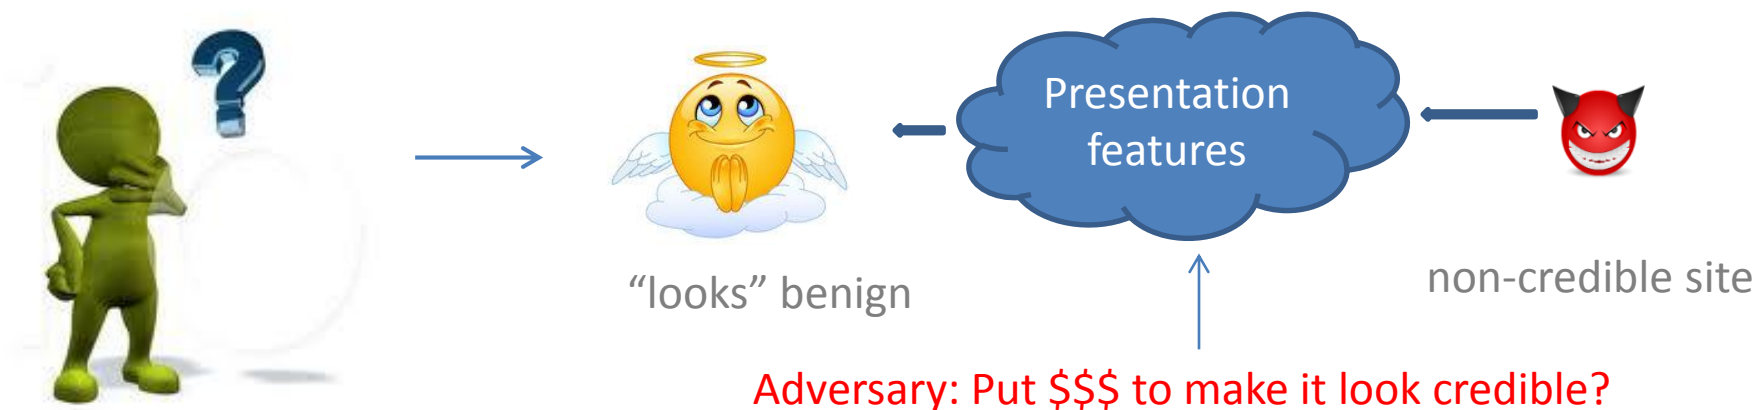 ?
Presentation
features
“looks” benign
non-credible site
Adversary: Put $$$ to make it look credible?